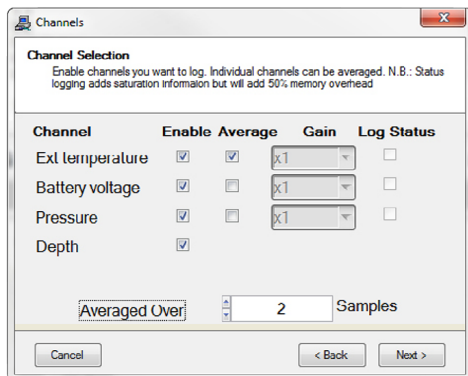 Channels
Channel Selection
Enable channels you want to log. Individual channels can be averaged. N.B.: Status
logging adds saturation informaion but will add 50% memory overhead
Channel Enable Average Gain Log Status
Ext temperature x1
Battery voltage x1
Pressure x1
Depth
Averaged Over 2 Samples
Cancel < Back Next >